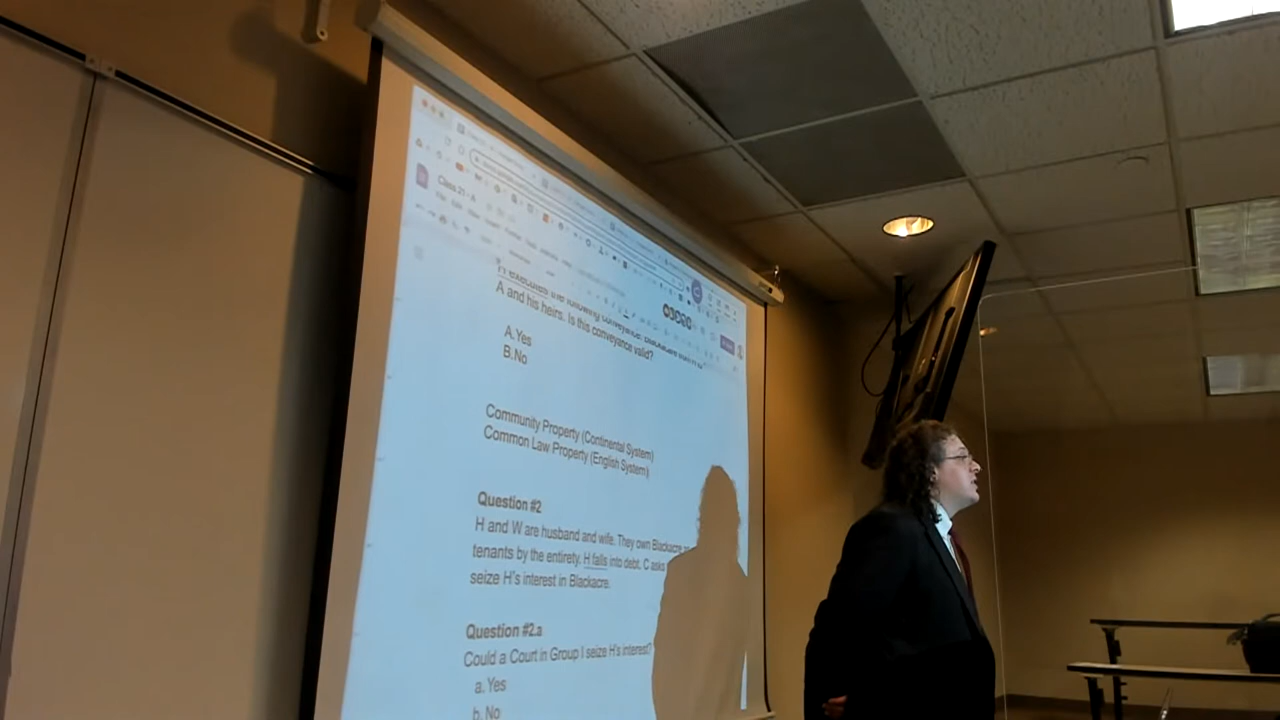 Class 21 - A
A and his heirs. Is this conveyance valid?
A. Yes
B. No
Community Property (Continental System)
Common Law Property (English System)
Question #2
H and W are husband and wife. They own Blackacre
tenants by the entirety. H falls into debt. C asks
seize H's interest in Blackacre.
Question #2.a
Could a Court in Group I seize H's interest?
a. Yes
b. No